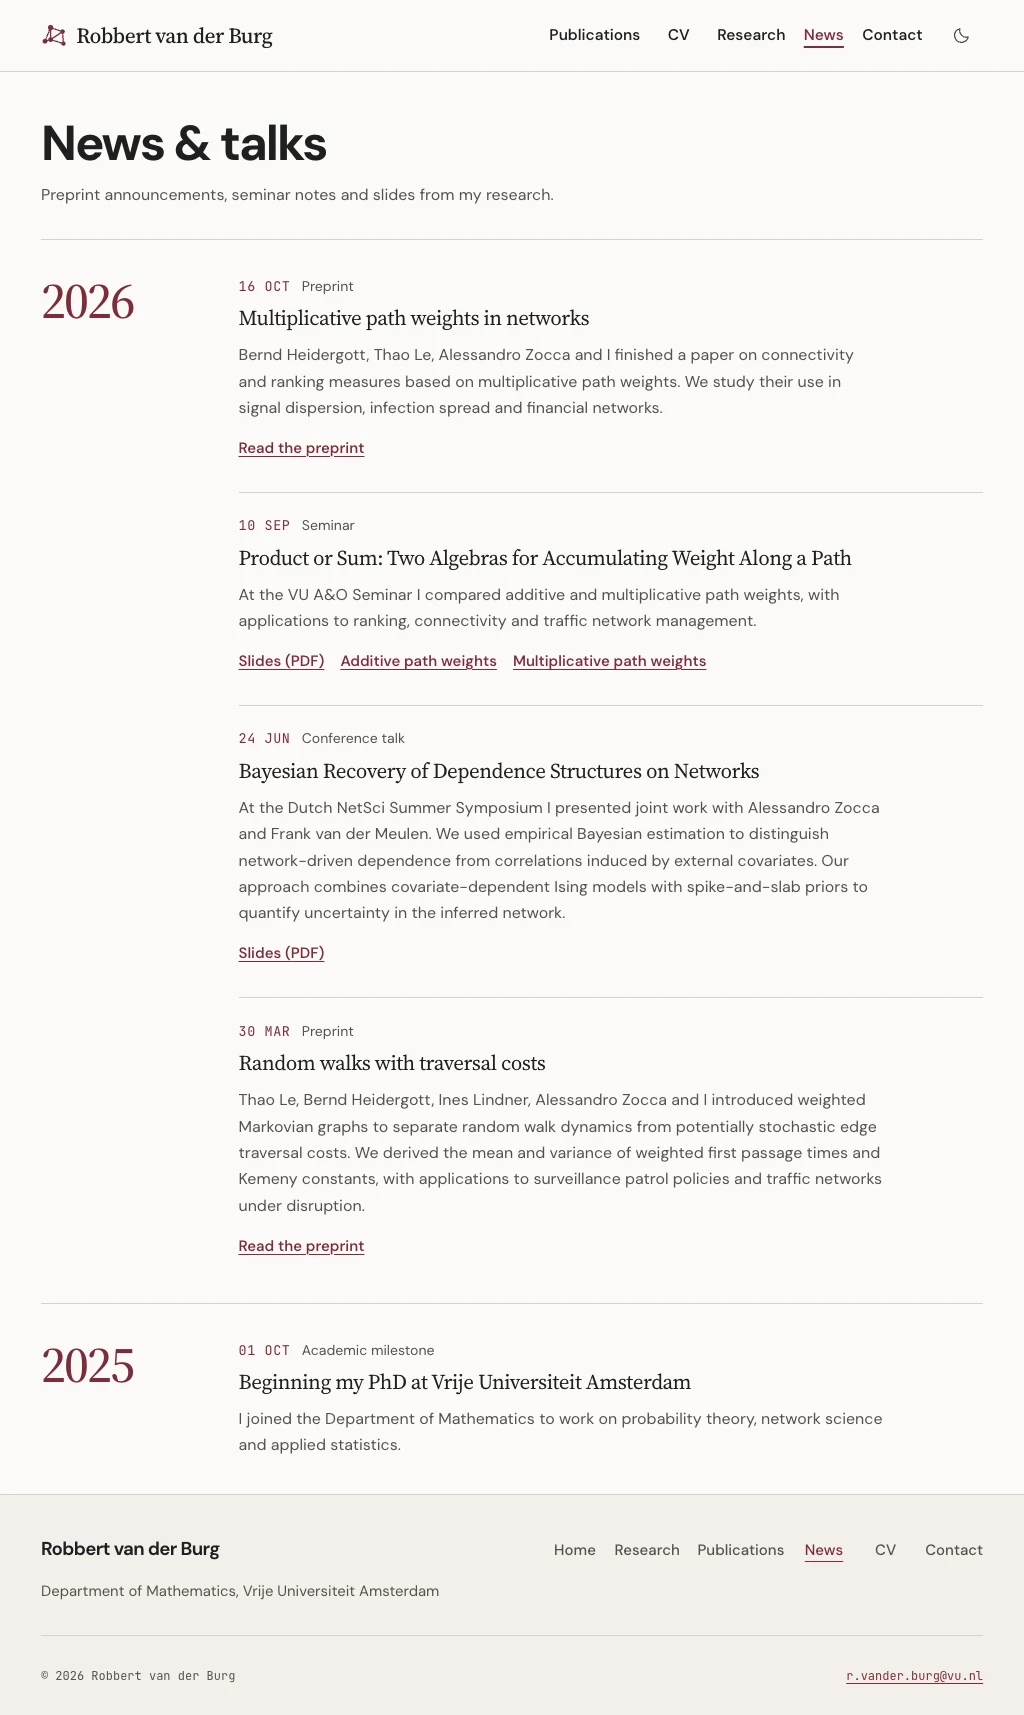 Robbert van der Burg
Publications CV Research News Contact
News & talks
Preprint announcements, seminar notes and slides from my research.
2026
16 OCT Preprint
Multiplicative path weights in networks
Bernd Heidergott, Thao Le, Alessandro Zocca and I finished a paper on connectivity
and ranking measures based on multiplicative path weights. We study their use in
signal dispersion, infection spread and financial networks.
Read the preprint
10 SEP Seminar
Product or Sum: Two Algebras for Accumulating Weight Along a Path
At the VU A&O Seminar I compared additive and multiplicative path weights, with
applications to ranking, connectivity and traffic network management.
Slides (PDF) Additive path weights Multiplicative path weights
24 JUN Conference talk
Bayesian Recovery of Dependence Structures on Networks
At the Dutch NetSci Summer Symposium I presented joint work with Alessandro Zocca
and Frank van der Meulen. We used empirical Bayesian estimation to distinguish
network-driven dependence from correlations induced by external covariates. Our
approach combines covariate-dependent Ising models with spike-and-slab priors to
quantify uncertainty in the inferred network.
Slides (PDF)
30 MAR Preprint
Random walks with traversal costs
Thao Le, Bernd Heidergott, Ines Lindner, Alessandro Zocca and I introduced weighted
Markovian graphs to separate random walk dynamics from potentially stochastic edge
traversal costs. We derived the mean and variance of weighted first passage times and
Kemeny constants, with applications to surveillance patrol policies and traffic networks
under disruption.
Read the preprint
2025
01 OCT Academic milestone
Beginning my PhD at Vrije Universiteit Amsterdam
I joined the Department of Mathematics to work on probability theory, network science
and applied statistics.
Robbert van der Burg
Home Research Publications News CV Contact
Department of Mathematics, Vrije Universiteit Amsterdam
© 2026 Robbert van der Burg
r.vander.burg@vu.nl